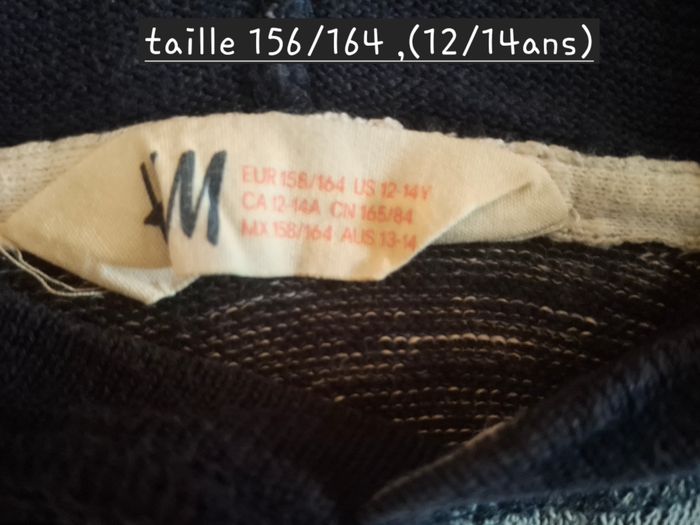 taille 156/164 ,(12/14ans)
M
EUR 158/164 US 12-14Y
CA 12-14A CN 165/84
MX 158/164 AUS 13-14